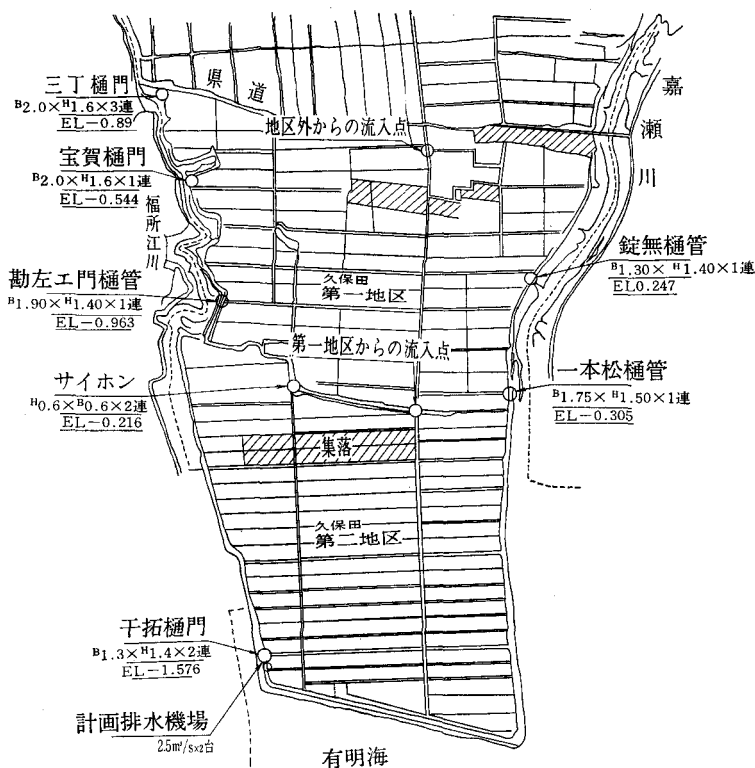 三丁樋門
B2.0×H1.6×3連
EL−0.89
県道
嘉瀬川
地区外からの流入点
宝賀樋門
B2.0×H1.6×1連
EL−0.544
福所江川
錠無樋管
B1.30×H1.40×1連
EL0.247
勘左エ門樋管
B1.90×H1.40×1連
EL−0.963
久保田
第一地区
第一地区からの流入点
サイホン
H0.6×B0.6×2連
EL−0.216
一本松樋管
B1.75×H1.50×1連
EL−0.305
集落
久保田
第二地区
干拓樋門
B1.3×H1.4×2連
EL−1.576
計画排水機場
2.5m³/s×2台
有明海